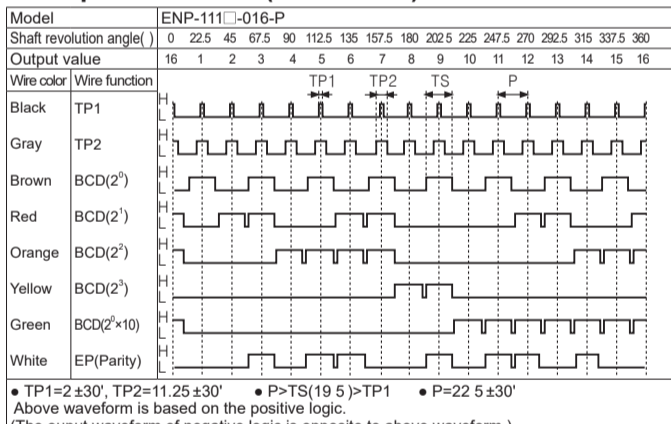 Model ENP-111□-016-P
Shaft revolution angle( ) 0 22.5 45 67.5 90 112.5 135 157.5 180 202 5 225 247.5 270 292.5 315 337.5 360
Output value 16 1 2 3 4 5 6 7 8 9 10 11 12 13 14 15 16
Wire color Wire function TP1 TP2 TS P
Black TP1 H L
Gray TP2 H L
Brown BCD(2⁰) H L
Red BCD(2¹) H L
Orange BCD(2²) H L
Yellow BCD(2³) H L
Green BCD(2⁰×10) H L
White EP(Parity) H L
● TP1=2 ±30', TP2=11.25 ±30' ● P>TS(19 5 )>TP1 ● P=22 5 ±30'
Above waveform is based on the positive logic.